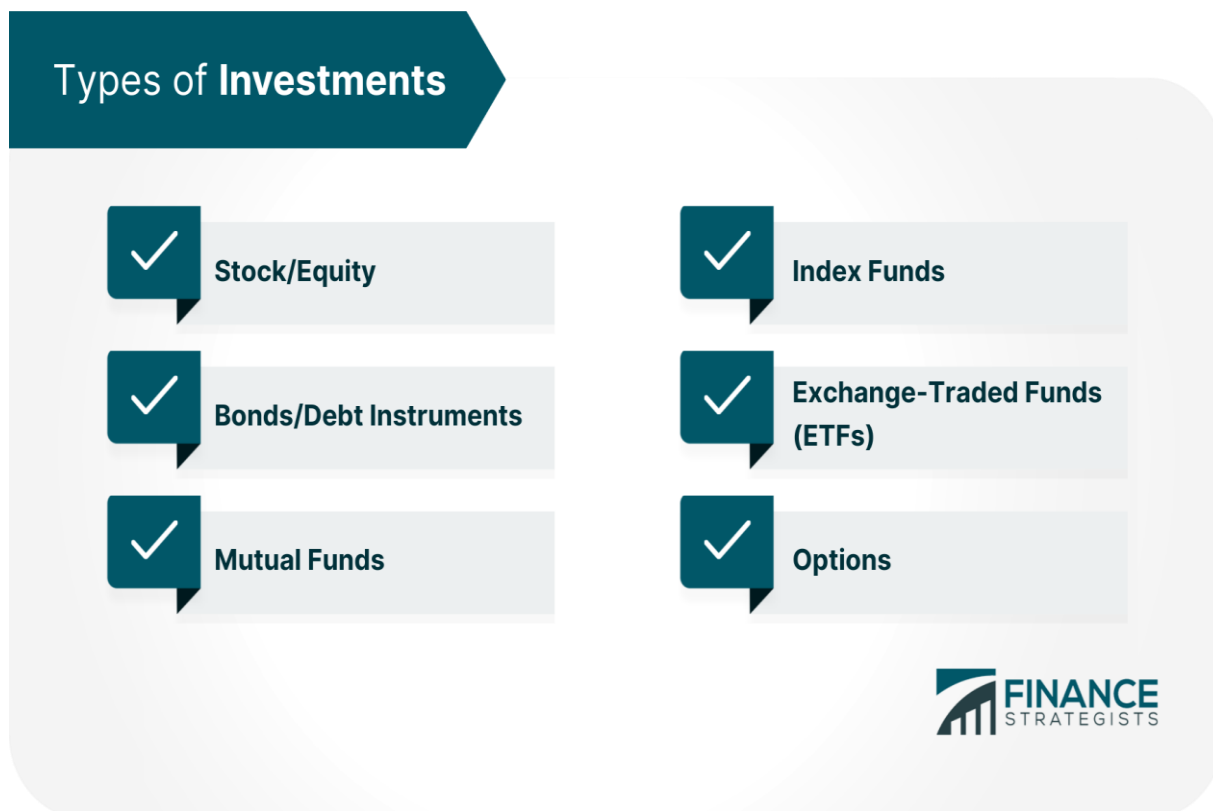 Types of Investments
Stock/Equity
Bonds/Debt Instruments
Mutual Funds
Index Funds
Exchange-Traded Funds
(ETFs)
Options
FINANCE
STRATEGISTS